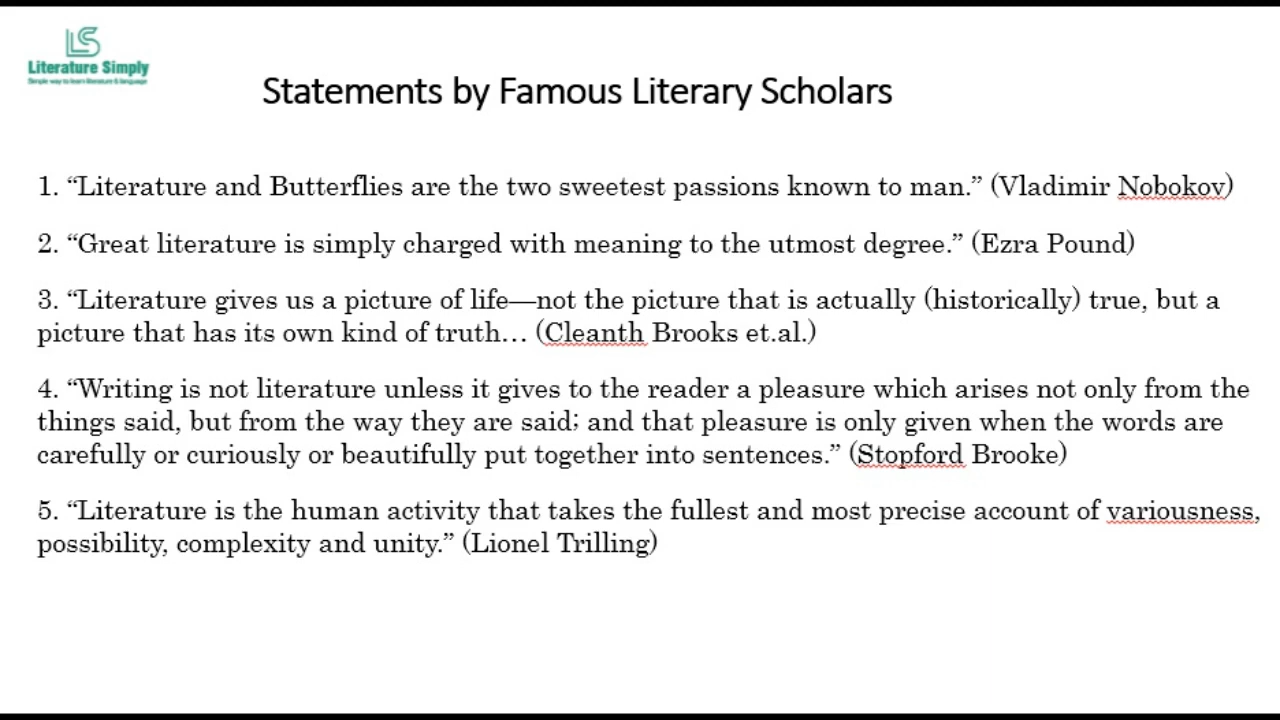 LS
Literature Simply
Simple way to learn literature & language
Statements by Famous Literary Scholars
1. “Literature and Butterflies are the two sweetest passions known to man.” (Vladimir Nobokov)
2. “Great literature is simply charged with meaning to the utmost degree.” (Ezra Pound)
3. “Literature gives us a picture of life—not the picture that is actually (historically) true, but a
picture that has its own kind of truth… (Cleanth Brooks et.al.)
4. “Writing is not literature unless it gives to the reader a pleasure which arises not only from the
things said, but from the way they are said; and that pleasure is only given when the words are
carefully or curiously or beautifully put together into sentences.” (Stopford Brooke)
5. “Literature is the human activity that takes the fullest and most precise account of variousness,
possibility, complexity and unity.” (Lionel Trilling)